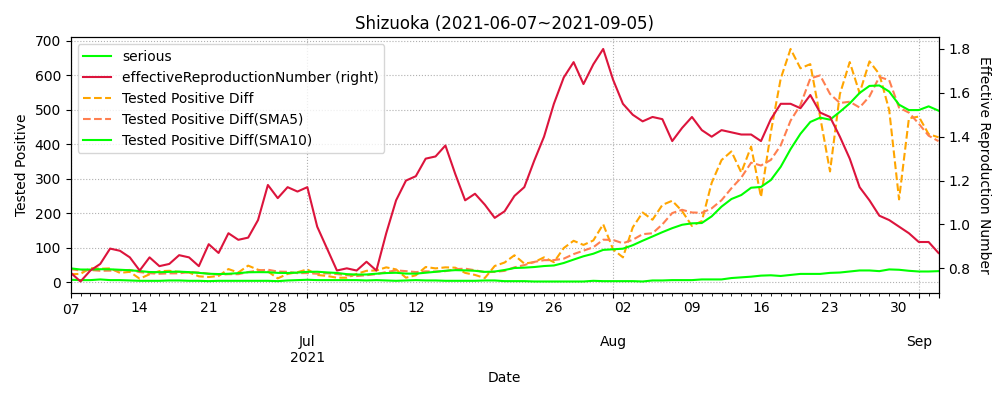 Shizuoka (2021-06-07~2021-09-05)
serious
effectiveReproductionNumber (right)
Tested Positive Diff
Tested Positive Diff(SMA5)
Tested Positive Diff(SMA10)
Tested Positive
700
600
500
400
300
200
100
0
1.8
1.6
1.4
1.2
1.0
0.8
Effective Reproduction Number
07 14 21 28 05 12 19 26 02 09 16 23 30
Jul Aug Sep
2021
Date